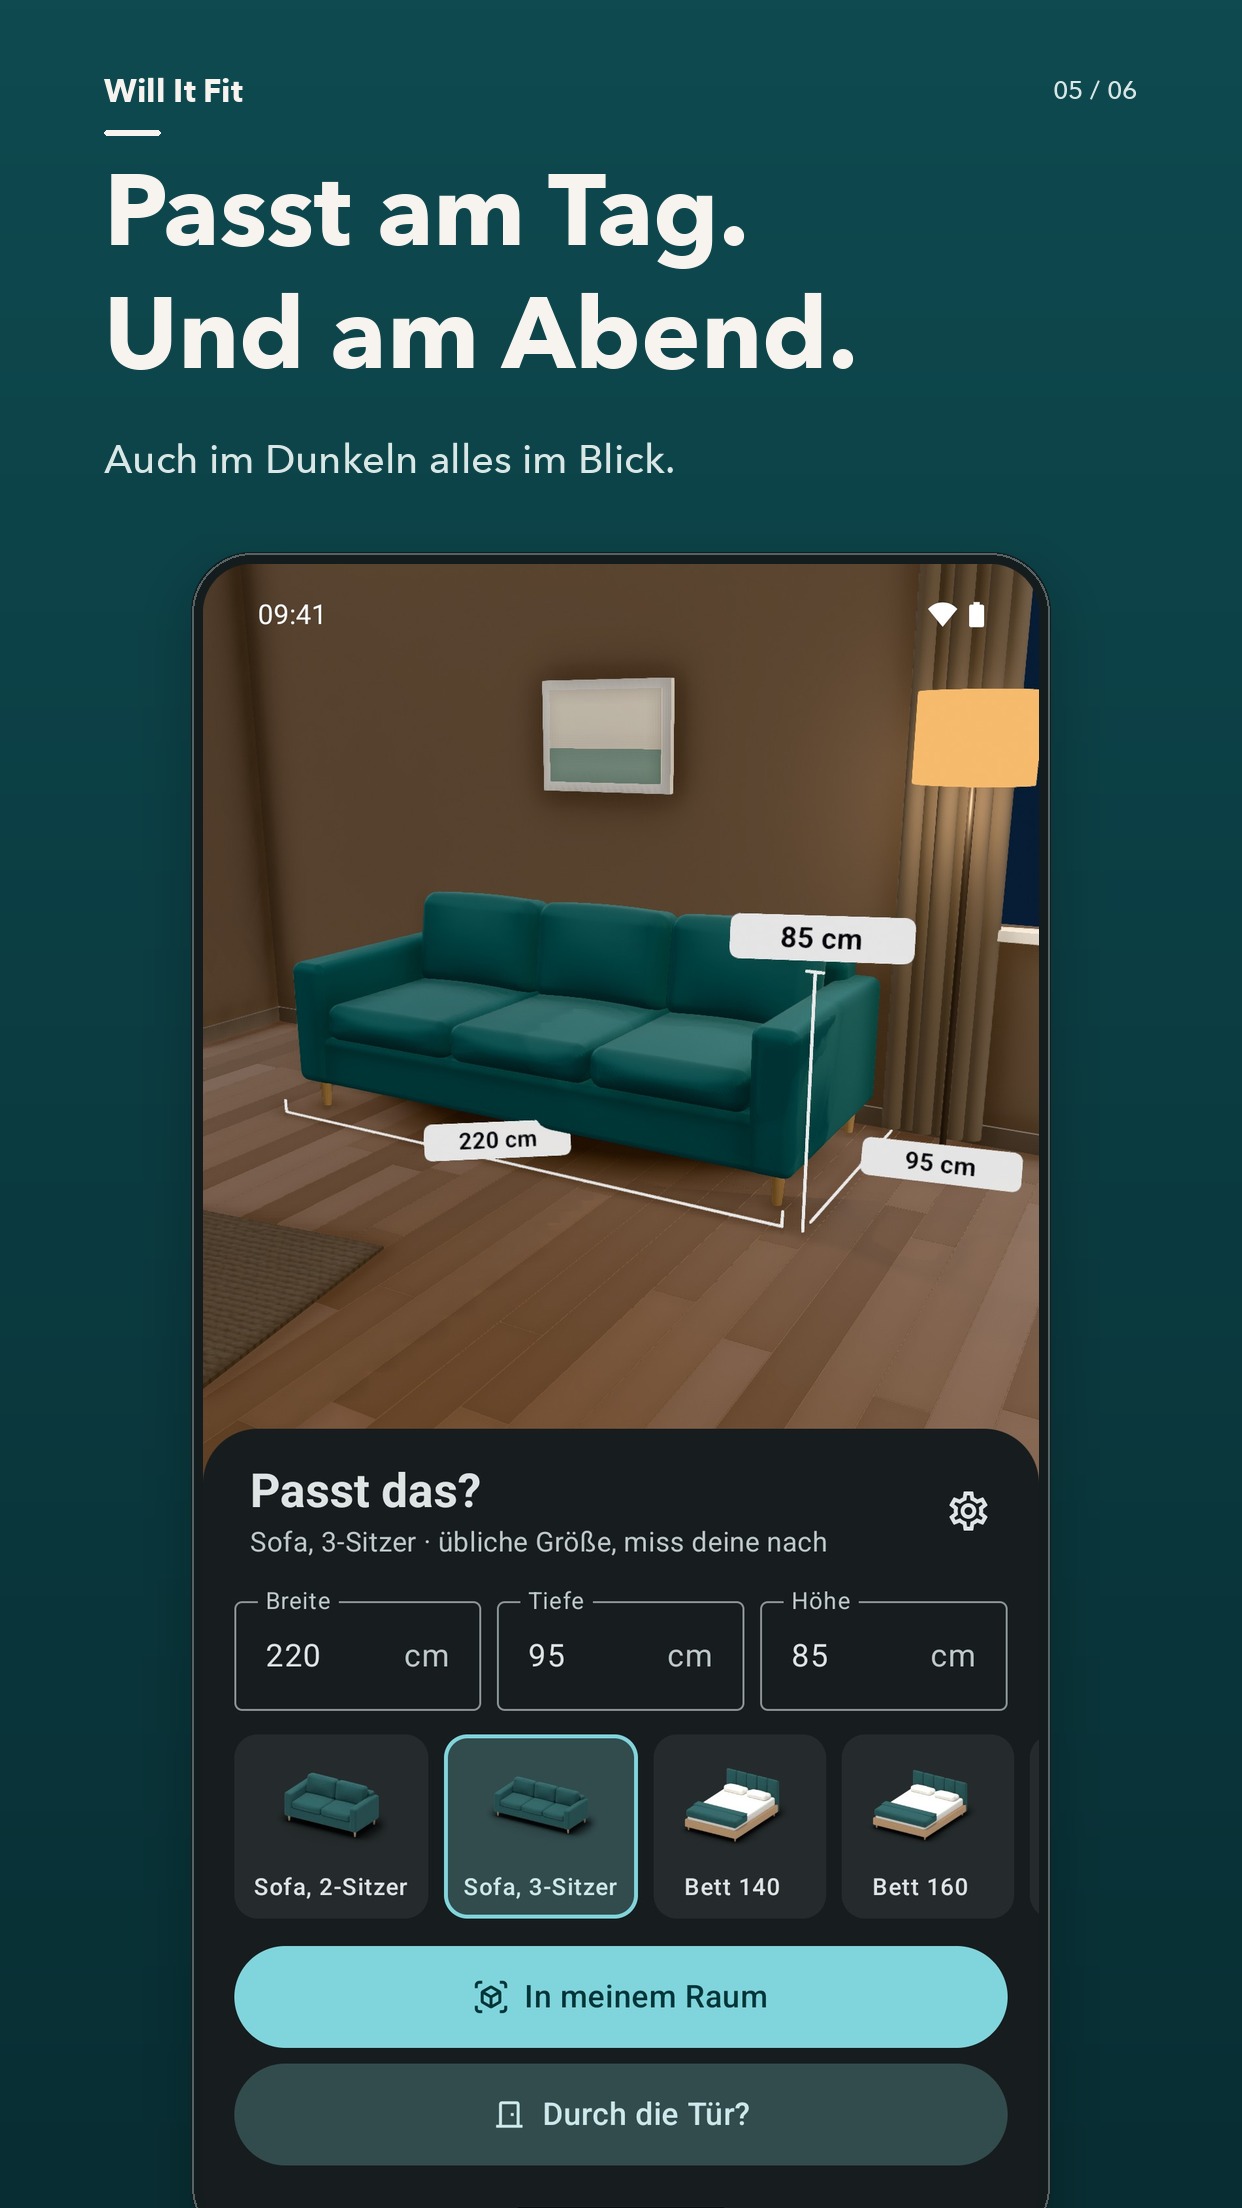 Will It Fit
05 / 06
Passt am Tag.
Und am Abend.
Auch im Dunkeln alles im Blick.
09:41
85 cm
220 cm
95 cm
Passt das?
Sofa, 3-Sitzer · übliche Größe, miss deine nach
Breite
Tiefe
Höhe
220 cm
95 cm
85 cm
Sofa, 2-Sitzer
Sofa, 3-Sitzer
Bett 140
Bett 160
In meinem Raum
Durch die Tür?